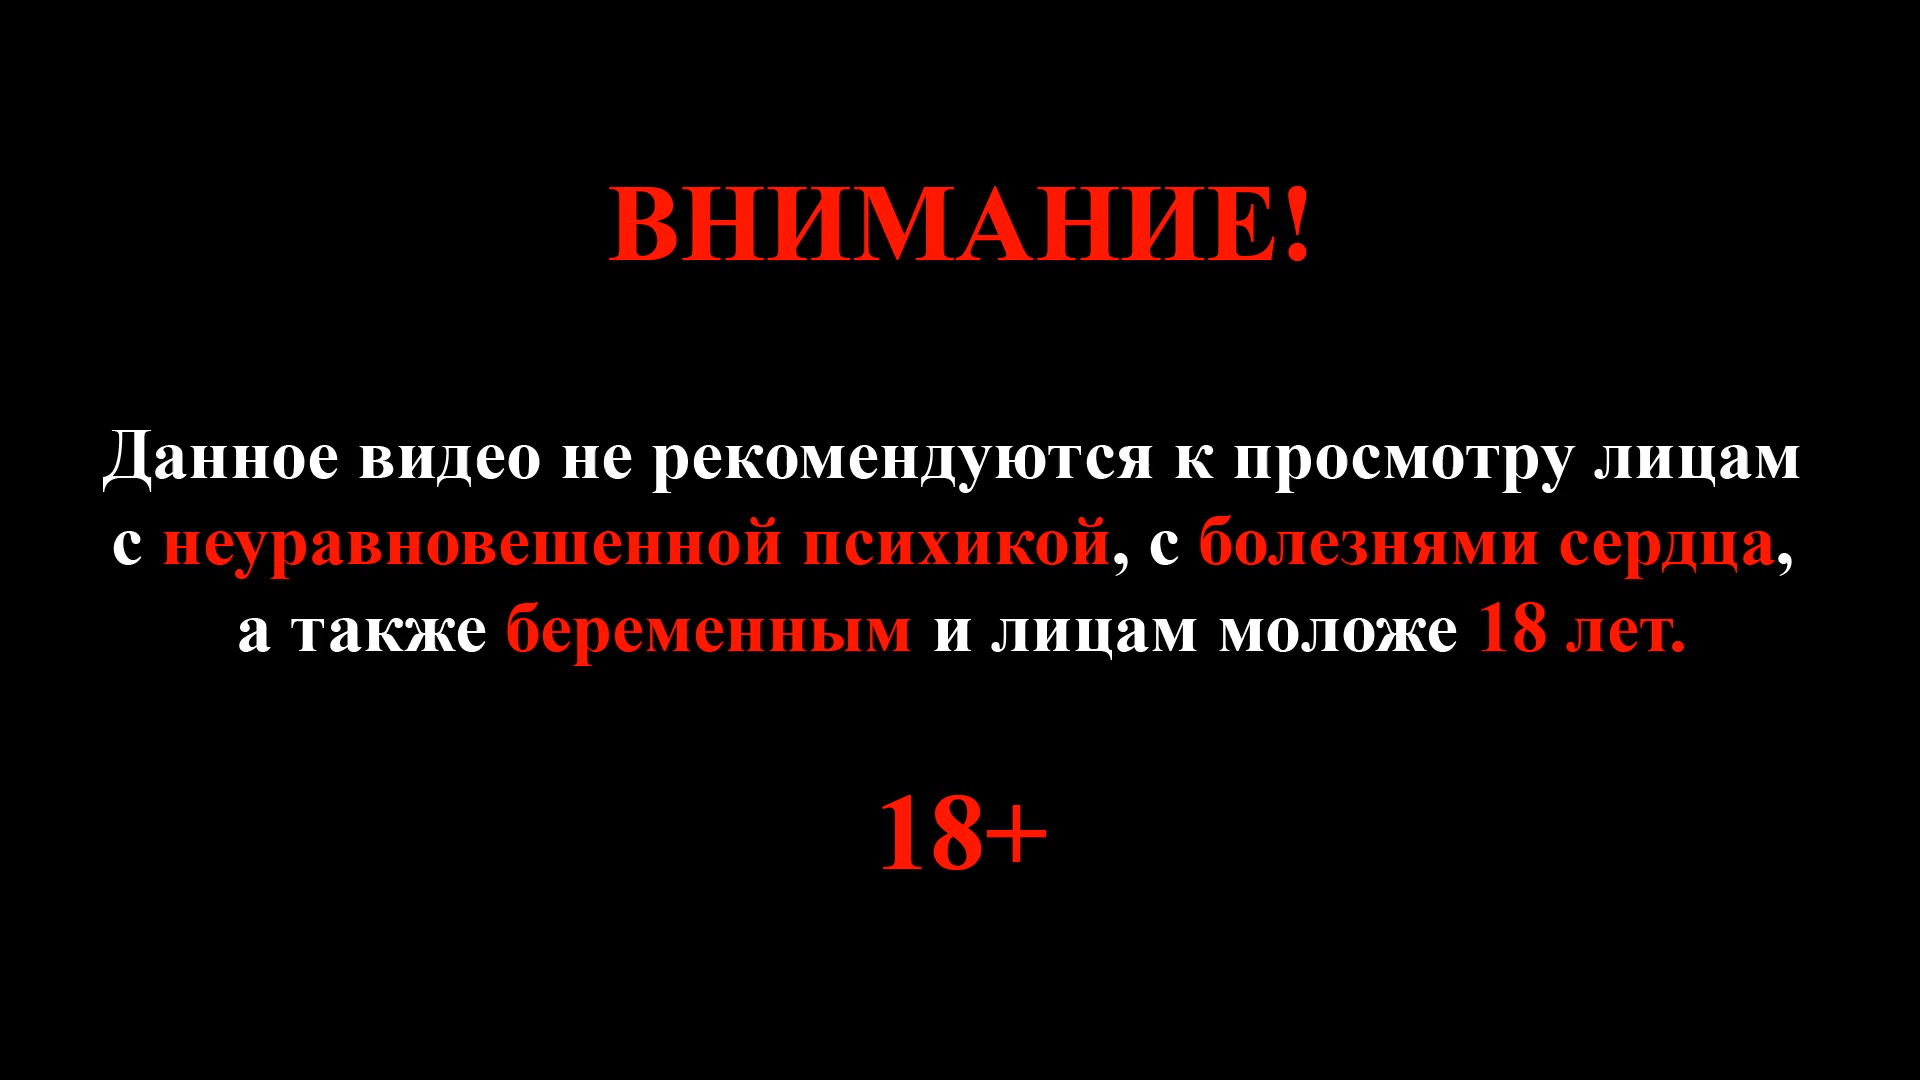 ВНИМАНИЕ!
Данное видео не рекомендуются к просмотру лицам
с неуравновешенной психикой, с болезнями сердца,
а также беременным и лицам моложе 18 лет.
18+